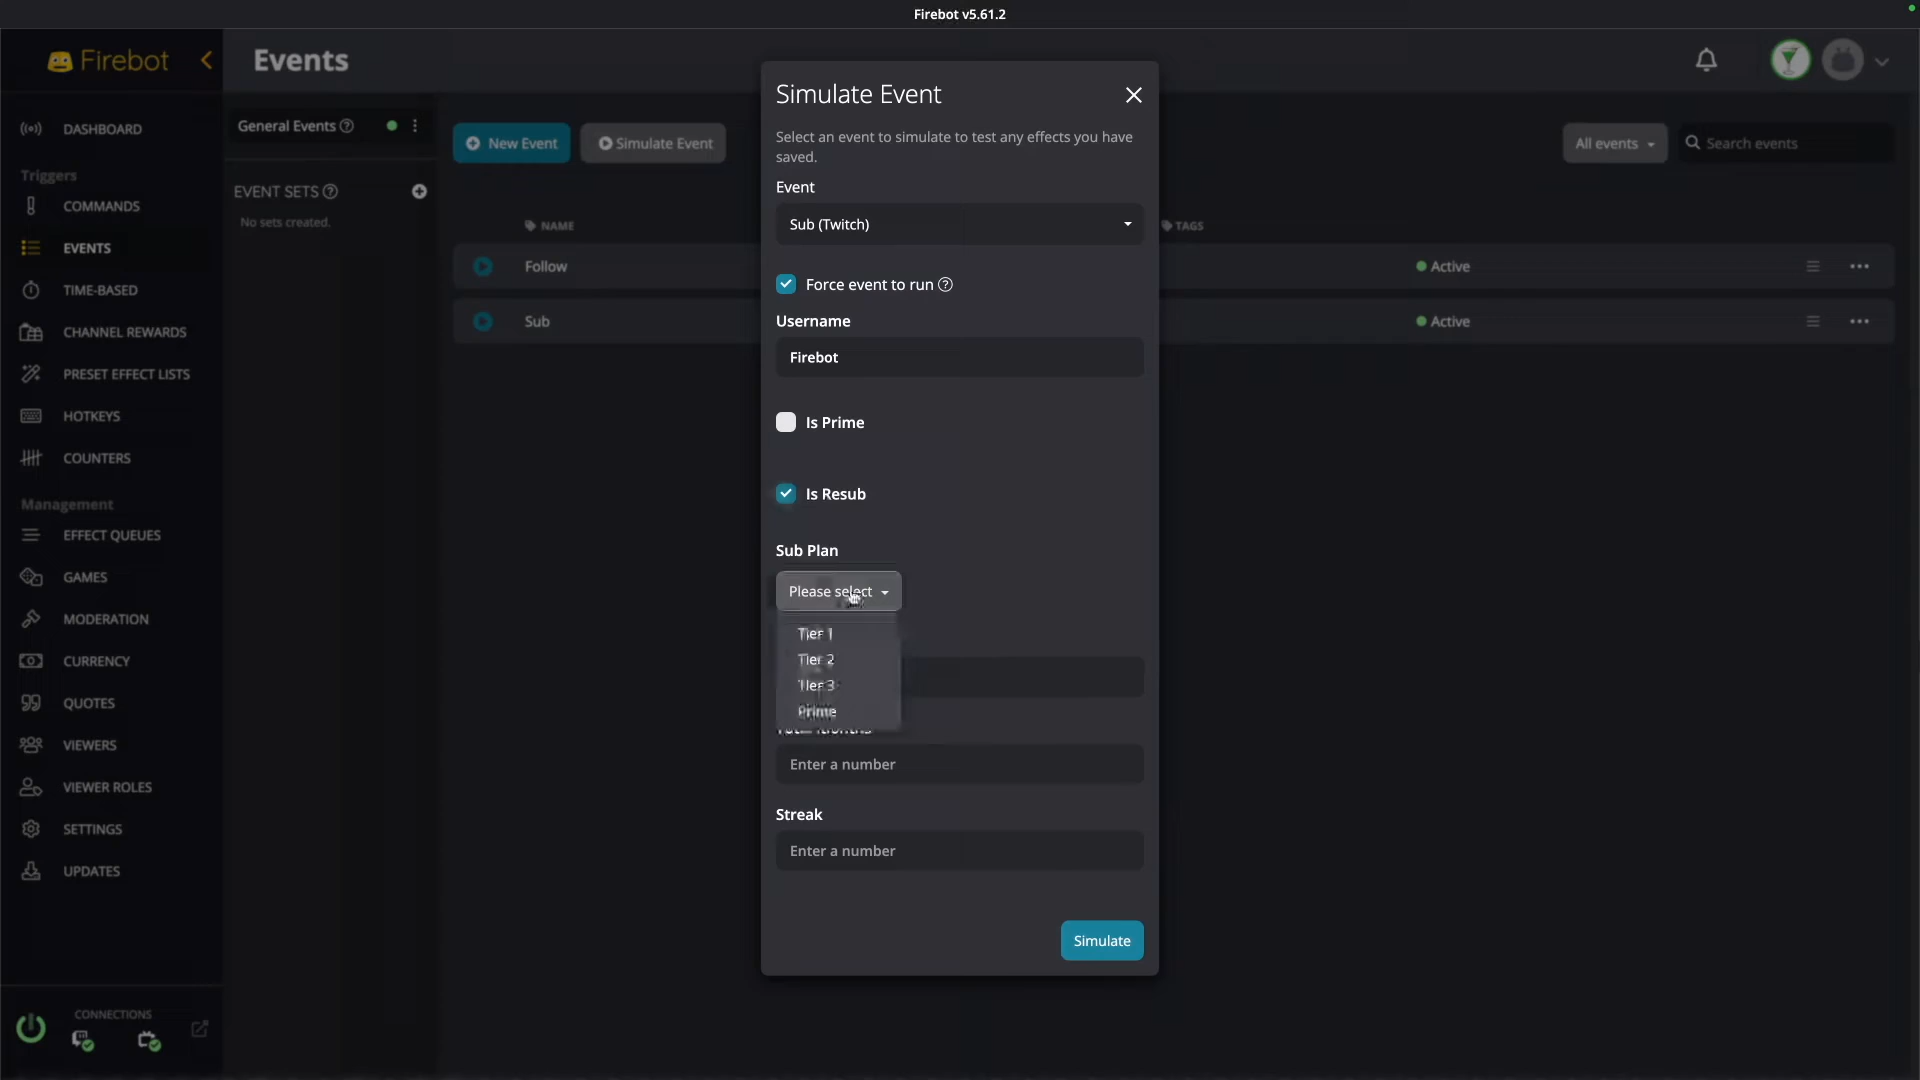 Firebot v5.61.2
Firebot
Events
DASHBOARD
Triggers
COMMANDS
EVENTS
TIME-BASED
CHANNEL REWARDS
PRESET EFFECT LISTS
HOTKEYS
COUNTERS
Management
EFFECT QUEUES
GAMES
MODERATION
CURRENCY
QUOTES
VIEWERS
VIEWER ROLES
SETTINGS
UPDATES
CONNECTIONS
General Events
EVENT SETS
No sets created.
New Event
Simulate Event
All events
Search events
NAME
TAGS
Follow
Active
Sub
Active
Simulate Event
Select an event to simulate to test any effects you have
saved.
Event
Sub (Twitch)
Force event to run
Username
Firebot
Is Prime
Is Resub
Sub Plan
Please select
Tier 1
Tier 2
Tier 3
Prime
Enter a number
Streak
Enter a number
Simulate